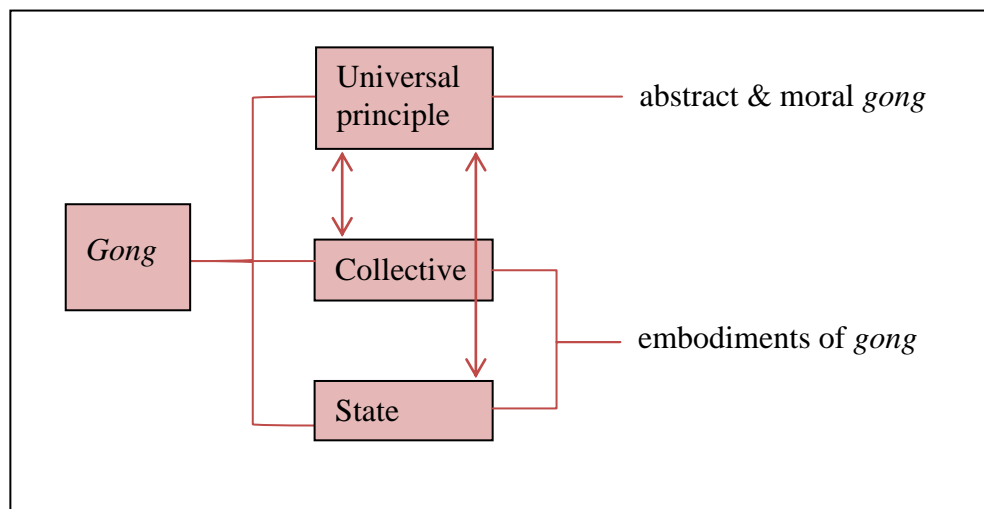 Universal
principle
abstract & moral gong
Gong
Collective
embodiments of gong
State